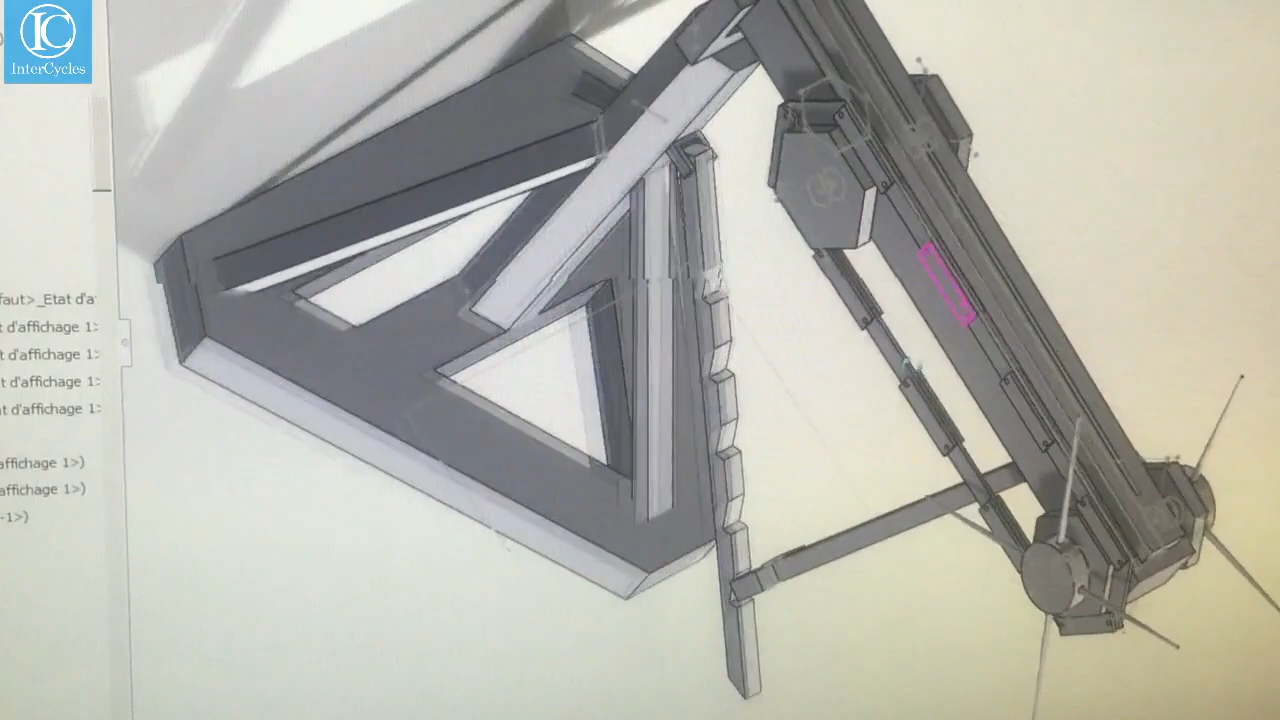 IC
InterCycles
faut>_Etat d'a
t d'affichage 1
t d'affichage 1
t d'affichage 1
t d'affichage 1
affichage 1>)
affichage 1>)
-1>)